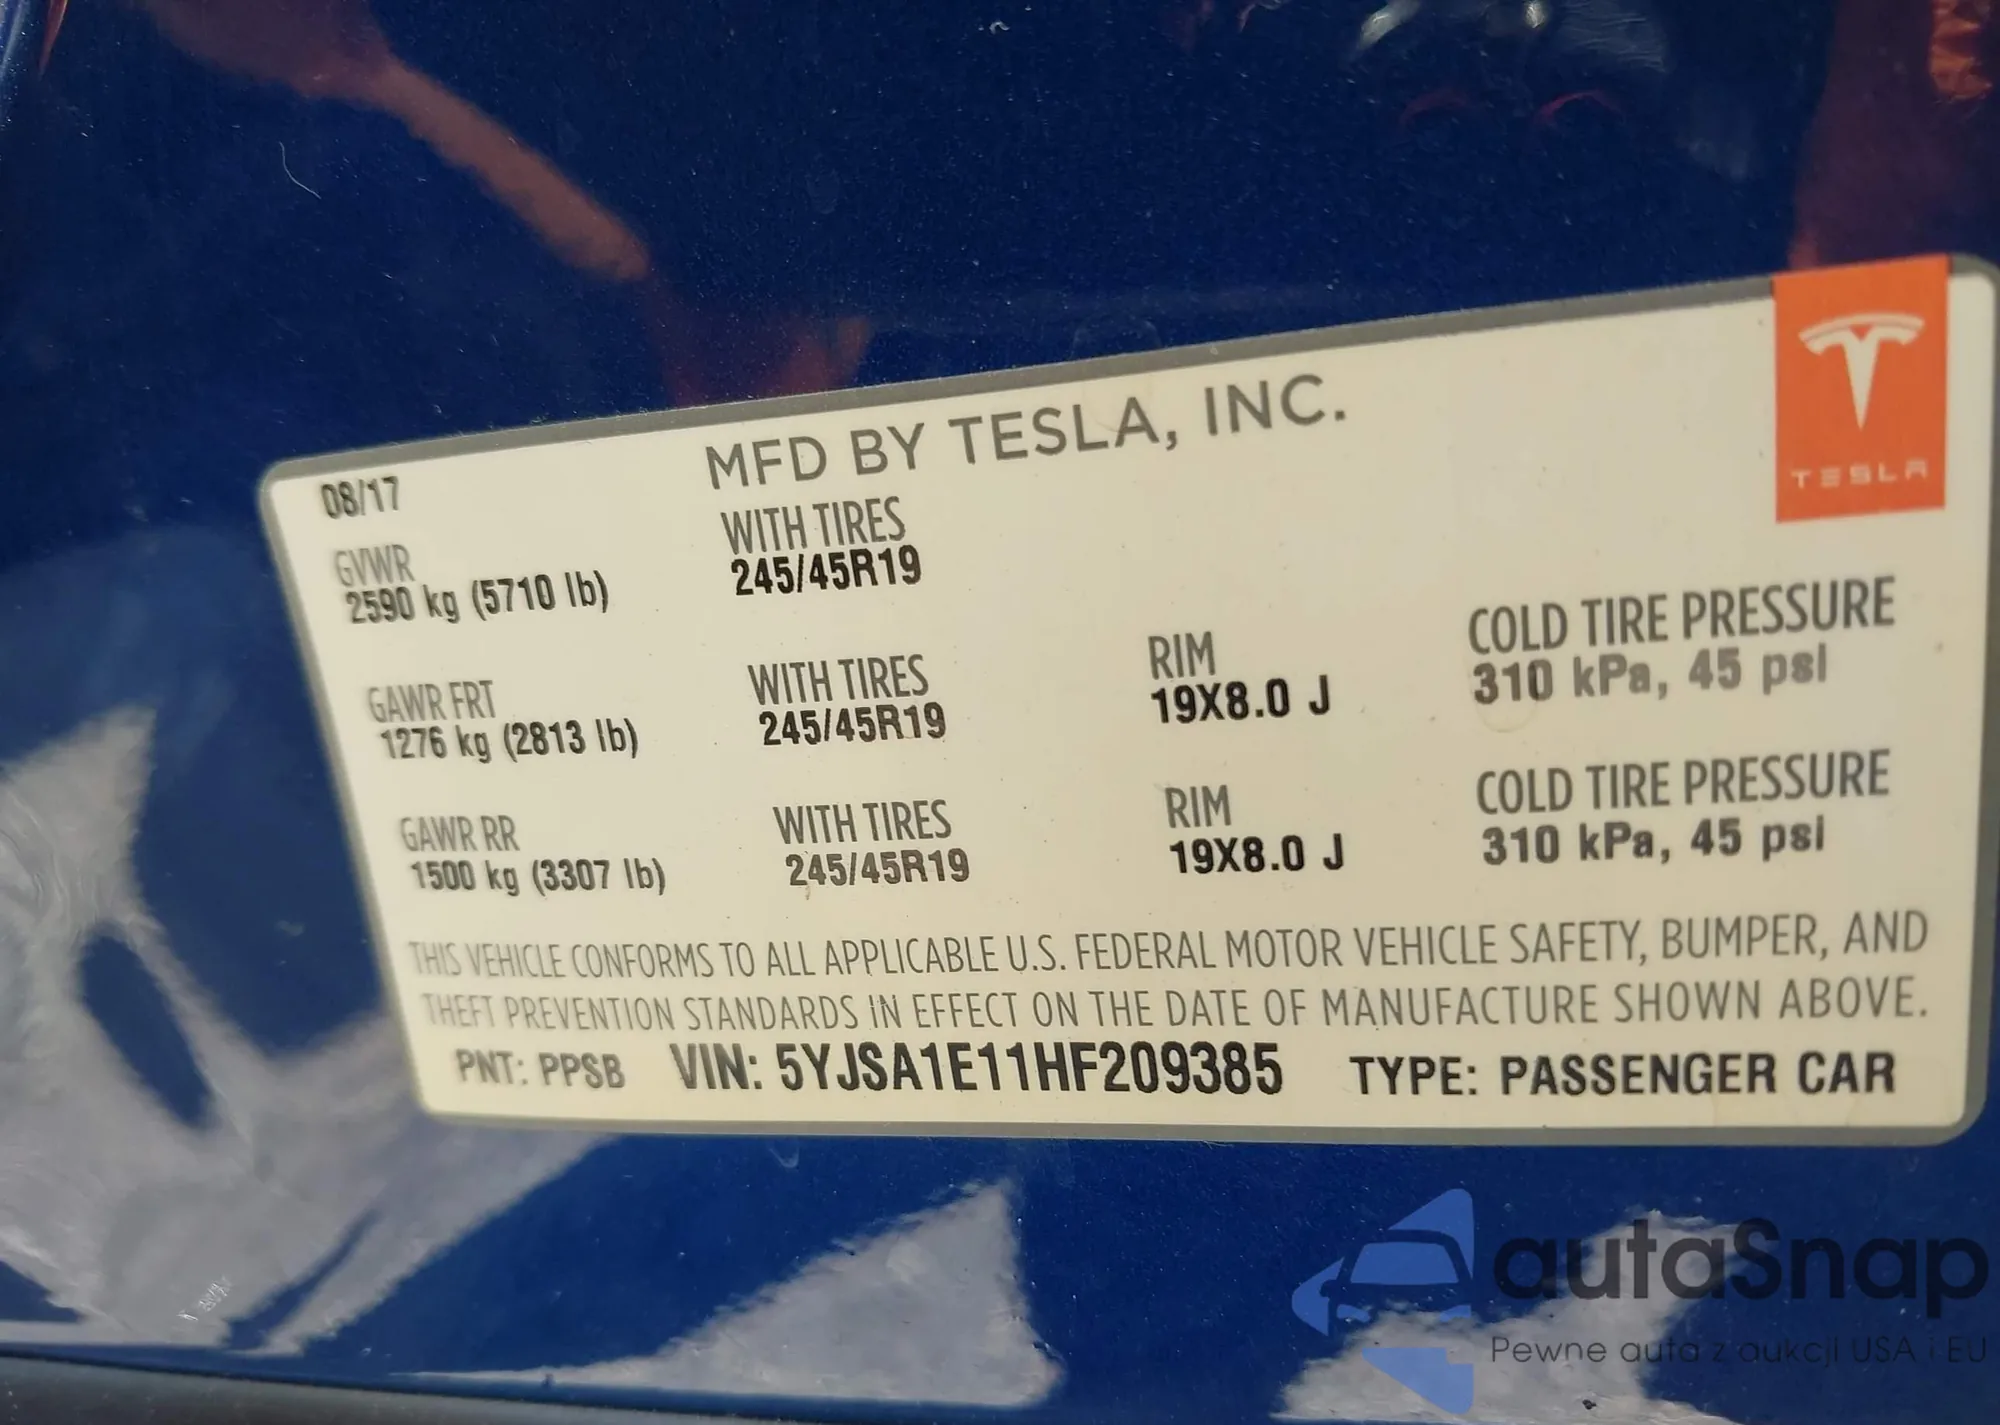 MFD BY TESLA, INC.
TESLA
08/17
GVWR
2590 kg (5710 lb)
WITH TIRES
245/45R19
GAWR FRT
1276 kg (2813 lb)
WITH TIRES
245/45R19
RIM
19X8.0 J
COLD TIRE PRESSURE
310 kPa, 45 psi
GAWR RR
1500 kg (3307 lb)
WITH TIRES
245/45R19
RIM
19X8.0 J
COLD TIRE PRESSURE
310 kPa, 45 psi
THIS VEHICLE CONFORMS TO ALL APPLICABLE U.S. FEDERAL MOTOR VEHICLE SAFETY, BUMPER, AND
THEFT PREVENTION STANDARDS IN EFFECT ON THE DATE OF MANUFACTURE SHOWN ABOVE.
PNT: PPSB VIN: 5YJSA1E11HF209385 TYPE: PASSENGER CAR
autaSnap
Pewne auta z aukcji USA i EU